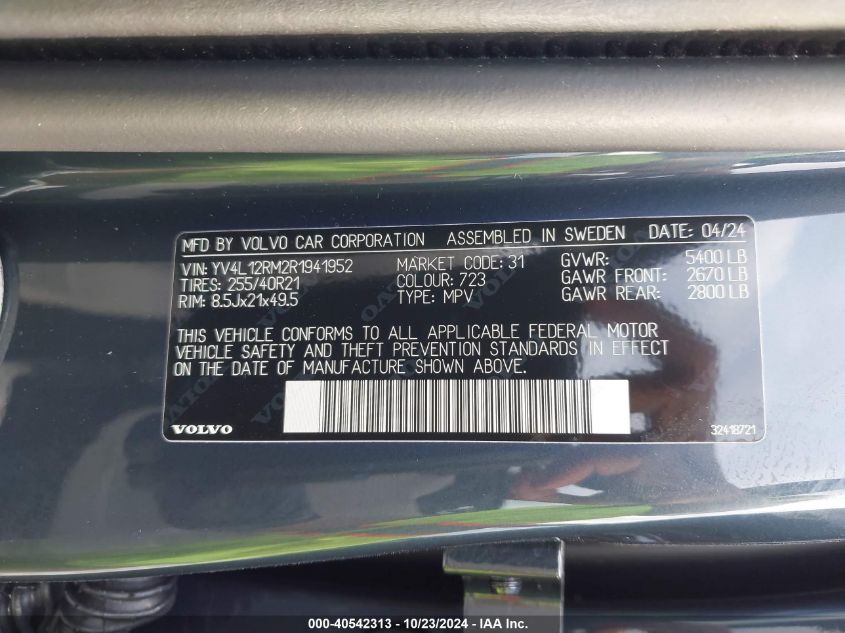 MFD BY VOLVO CAR CORPORATION ASSEMBLED IN SWEDEN DATE: 04/24
VIN: YV4L12RM2R1941952 MARKET CODE: 31 GVWR: 5400 LB
TIRES: 255/40R21 COLOUR: 723 GAWR FRONT: 2670 LB
RIM: 8.5Jx21x49.5 TYPE: MPV GAWR REAR: 2800 LB
THIS VEHICLE CONFORMS TO ALL APPLICABLE FEDERAL MOTOR
VEHICLE SAFETY AND THEFT PREVENTION STANDARDS IN EFFECT
ON THE DATE OF MANUFACTURE SHOWN ABOVE.
VOLVO 32418721
000-40542313 - 10/23/2024 - IAA Inc.